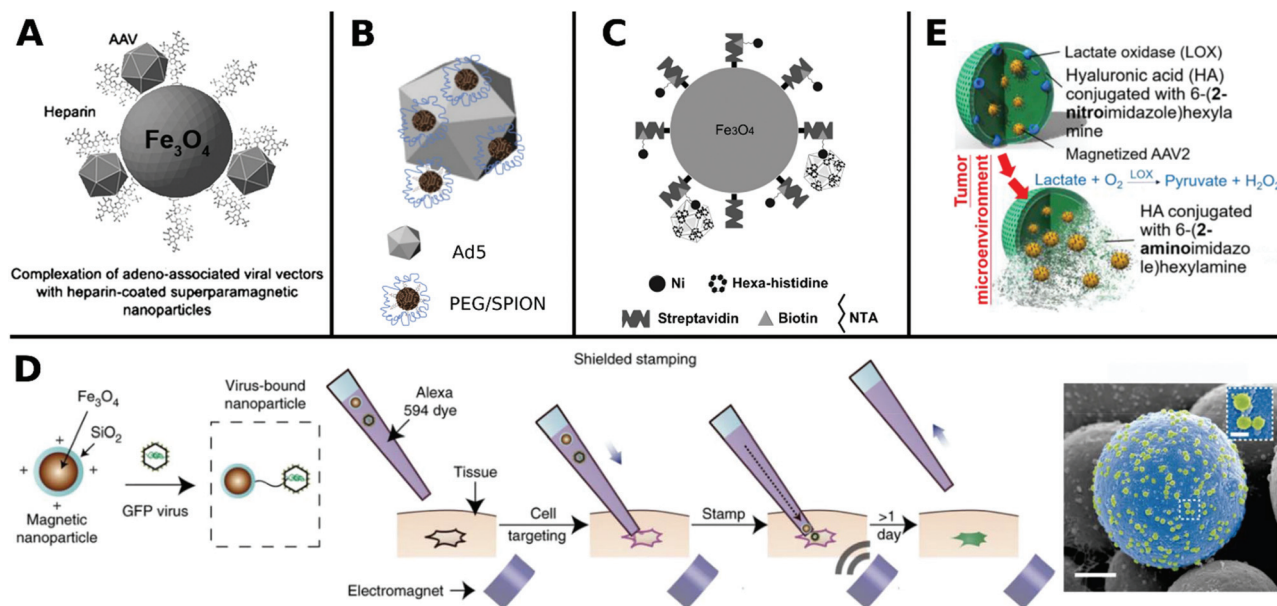 A
AAV
Heparin
Fe3O4
Complexation of adeno-associated viral vectors
with heparin-coated superparamagnetic
nanoparticles
B
Ad5
PEG/SPION
C
Fe3O4
Ni
Hexa-histidine
Streptavidin
Biotin
NTA
E
Lactate oxidase (LOX)
Hyaluronic acid (HA)
conjugated with 6-(2-
nitroimidazole)hexyla
mine
Magnetized AAV2
Tumor
microenvironment
Lactate + O2 LOX Pyruvate + H2O2
HA conjugated
with 6-(2-
aminoimidazo
le)hexylamine
D
Fe3O4
SiO2
+
+
+
+
Magnetic
nanoparticle
GFP virus
Virus-bound
nanoparticle
Shielded stamping
Alexa
594 dye
Tissue
Electromagnet
Cell
targeting
Stamp
>1
day